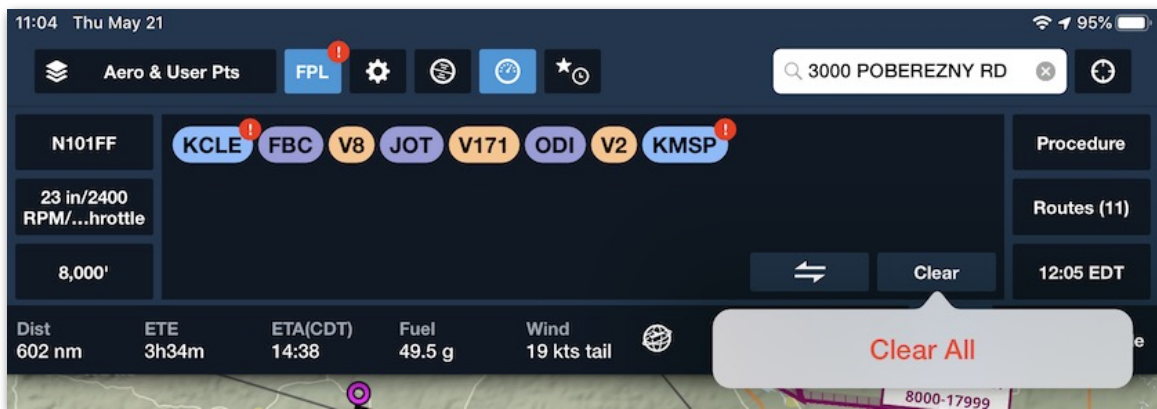 11:04 Thu May 21
95%
Aero & User Pts
FPL
!
3000 POBEREZNY RD
N101FF
KCLE ! FBC V8 JOT V171 ODI V2 KMSP !
Procedure
23 in/2400
RPM/...hrottle
Routes (11)
8,000'
Clear
12:05 EDT
Dist ETE ETA(CDT) Fuel Wind
602 nm 3h34m 14:38 49.5 g 19 kts tail
Clear All
8000-17999